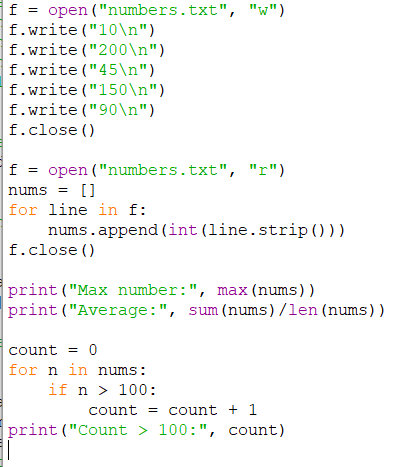 f = open("numbers.txt", "w")
f.write("10\n")
f.write("200\n")
f.write("45\n")
f.write("150\n")
f.write("90\n")
f.close()

f = open("numbers.txt", "r")
nums = []
for line in f:
    nums.append(int(line.strip()))
f.close()

print("Max number:", max(nums))
print("Average:", sum(nums)/len(nums))

count = 0
for n in nums:
    if n > 100:
        count = count + 1
print("Count > 100:", count)